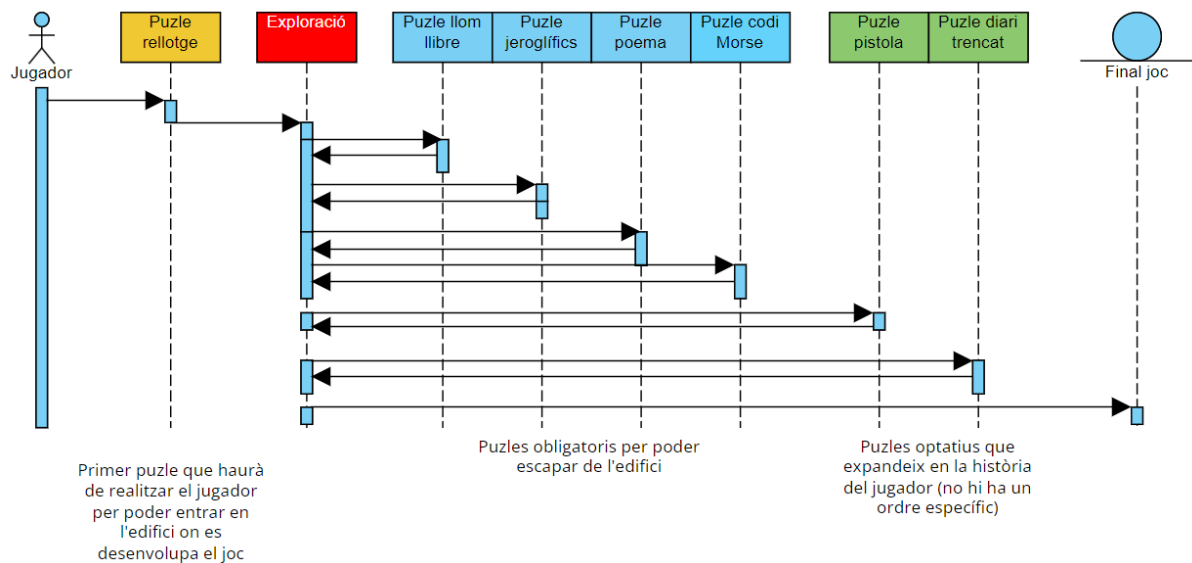 Jugador
Puzle
rellotge
Exploració
Puzle llom
llibre
Puzle
jeroglífics
Puzle
poema
Puzle codi
Morse
Puzle
pistola
Puzle diari
trencat
Final joc
Primer puzle que haurà
de realitzar el jugador
per poder entrar en
l'edifici on es
desenvolupa el joc
Puzles obligatoris per poder
escapar de l'edifici
Puzles optatius que
expandeix en la història
del jugador (no hi ha un
ordre específic)